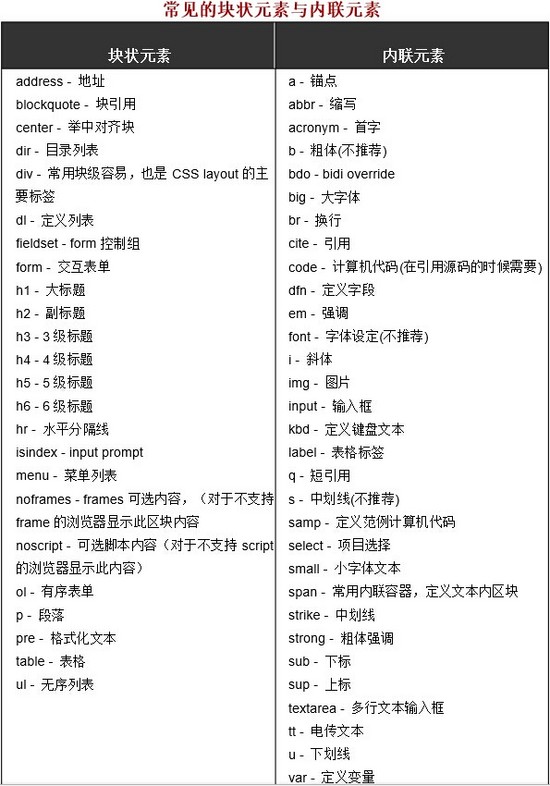 常见的块状元素与内联元素
块状元素
address - 地址
blockquote - 块引用
center - 举中对齐块
dir - 目录列表
div - 常用块级容易，也是 CSS layout 的主
要标签
dl - 定义列表
fieldset - form 控制组
form - 交互表单
h1 - 大标题
h2 - 副标题
h3 - 3 级标题
h4 - 4 级标题
h5 - 5 级标题
h6 - 6 级标题
hr - 水平分隔线
isindex - input prompt
menu - 菜单列表
noframes - frames 可选内容，（对于不支持
frame 的浏览器显示此区块内容
noscript - 可选脚本内容（对于不支持 script
的浏览器显示此内容）
ol - 有序表单
p - 段落
pre - 格式化文本
table - 表格
ul - 无序列表
内联元素
a - 锚点
abbr - 缩写
acronym - 首字
b - 粗体(不推荐)
bdo - bidi override
big - 大字体
br - 换行
cite - 引用
code - 计算机代码(在引用源码的时候需要)
dfn - 定义字段
em - 强调
font - 字体设定(不推荐)
i - 斜体
img - 图片
input - 输入框
kbd - 定义键盘文本
label - 表格标签
q - 短引用
s - 中划线(不推荐)
samp - 定义范例计算机代码
select - 项目选择
small - 小字体文本
span - 常用内联容器，定义文本内区块
strike - 中划线
strong - 粗体强调
sub - 下标
sup - 上标
textarea - 多行文本输入框
tt - 电传文本
u - 下划线
var - 定义变量